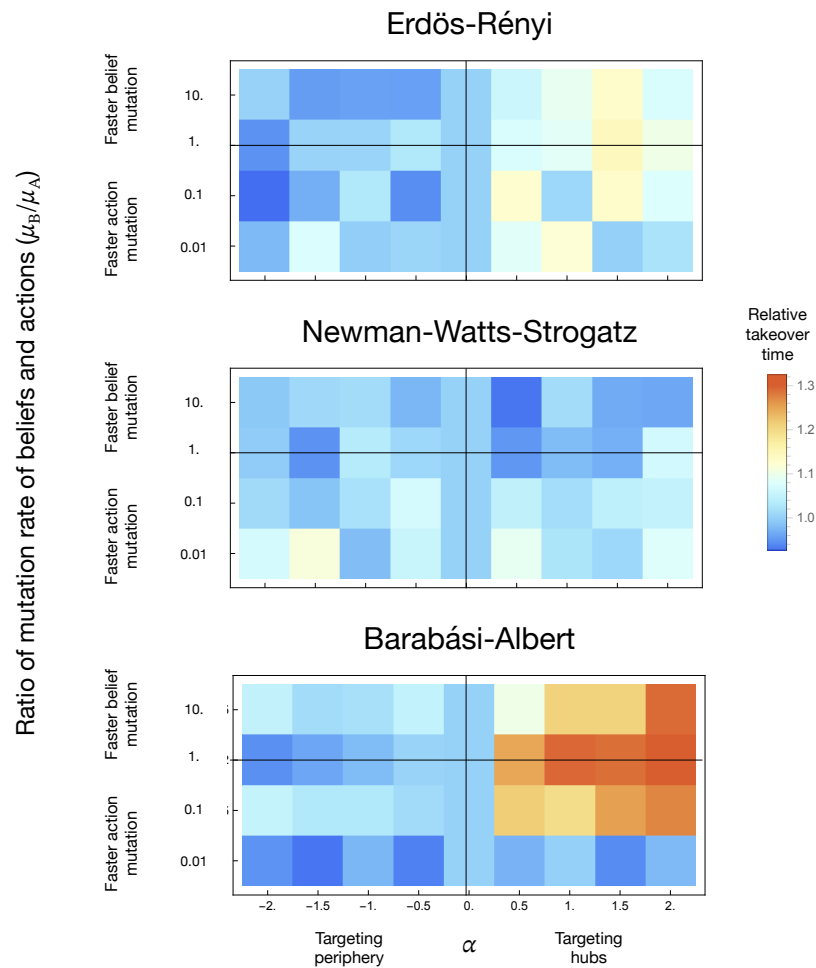 Erdös-Rényi
Ratio of mutation rate of beliefs and actions (μB/μA)
Faster belief
mutation
Faster action
mutation
10.
1.
0.1
0.01
Newman-Watts-Strogatz
Faster belief
mutation
Faster action
mutation
10.
1.
0.1
0.01
Relative
takeover
time
1.3
1.2
1.1
1.0
Barabási-Albert
Faster belief
mutation
Faster action
mutation
10.
1.
0.1
0.01
−2. −1.5 −1. −0.5 0. 0.5 1. 1.5 2.
Targeting
periphery
α
Targeting
hubs